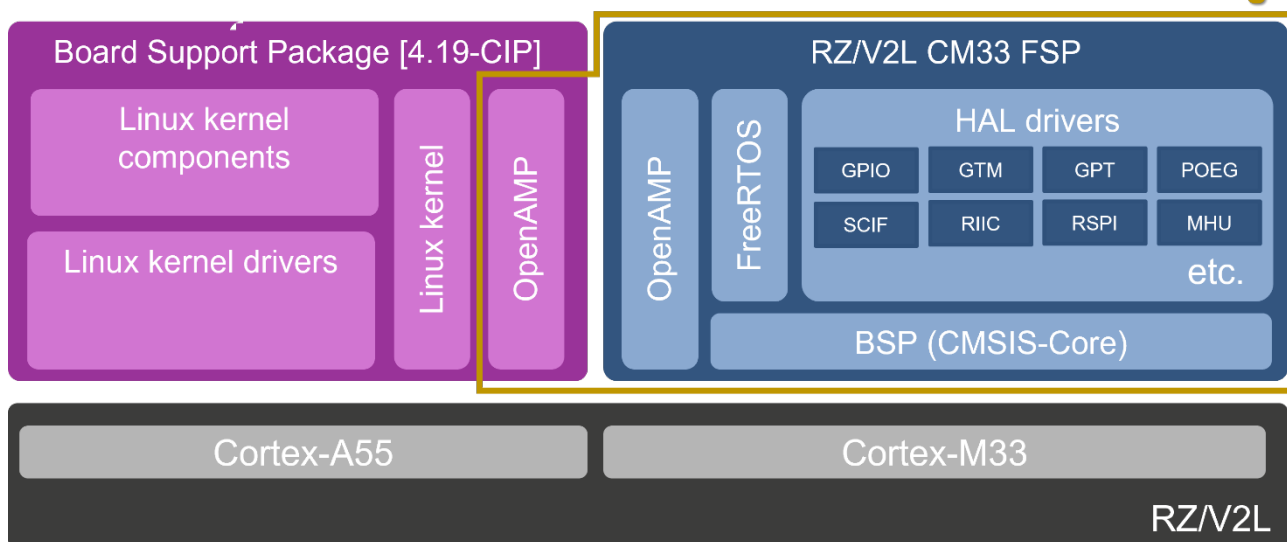 Board Support Package [4.19-CIP]
Linux kernel
components
Linux kernel drivers
Linux kernel
OpenAMP
RZ/V2L CM33 FSP
OpenAMP
FreeRTOS
HAL drivers
GPIO
GTM
GPT
POEG
SCIF
RIIC
RSPI
MHU
etc.
BSP (CMSIS-Core)
Cortex-A55
Cortex-M33
RZ/V2L